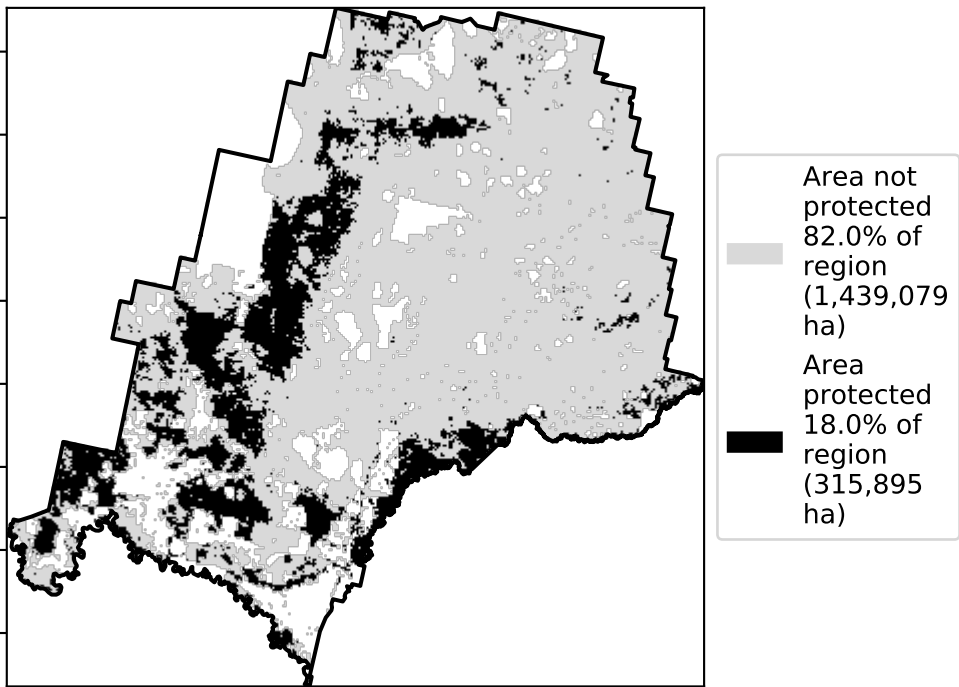 Area not
protected
82.0% of
region
(1,439,079
ha)
Area
protected
18.0% of
region
(315,895
ha)